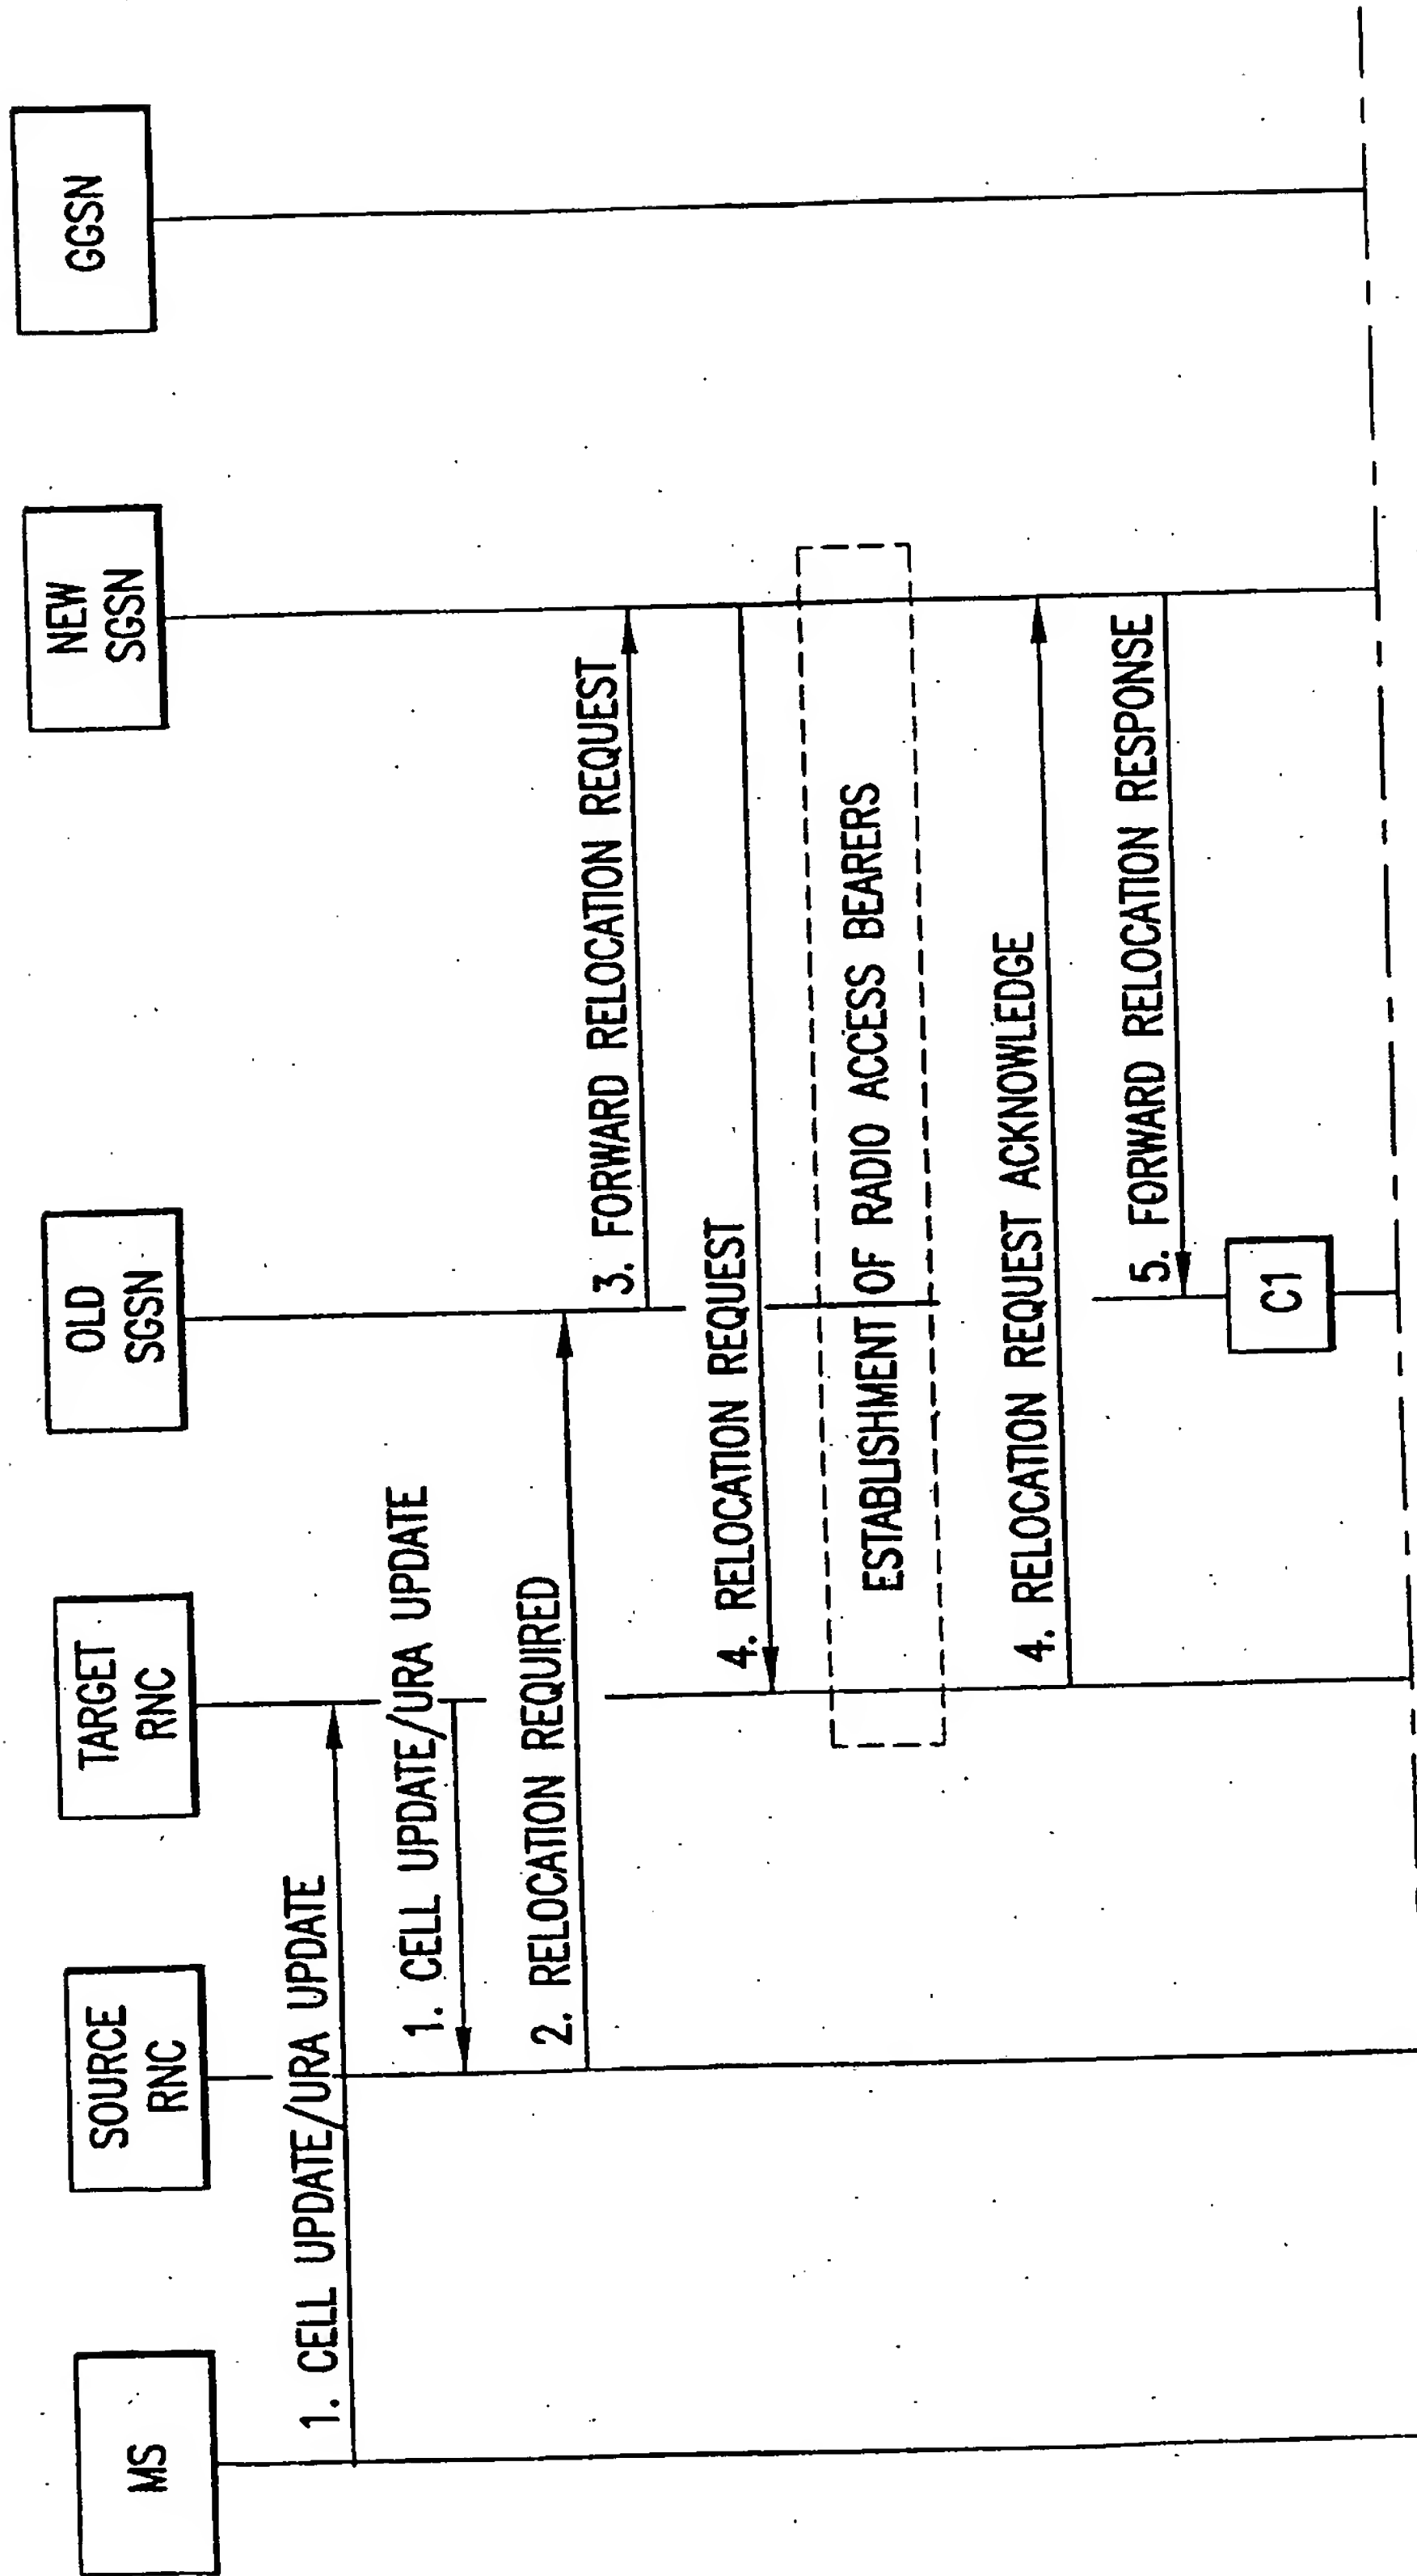 MS
SOURCE
RNC
TARGET
RNC
OLD
SGSN
NEW
SGSN
GGSN
1. CELL UPDATE/URA UPDATE
1. CELL UPDATE/URA UPDATE
2. RELOCATION REQUIRED
3. FORWARD RELOCATION REQUEST
4. RELOCATION REQUEST
ESTABLISHMENT OF RADIO ACCESS BEARERS
4. RELOCATION REQUEST ACKNOWLEDGE
5. FORWARD RELOCATION RESPONSE
C1